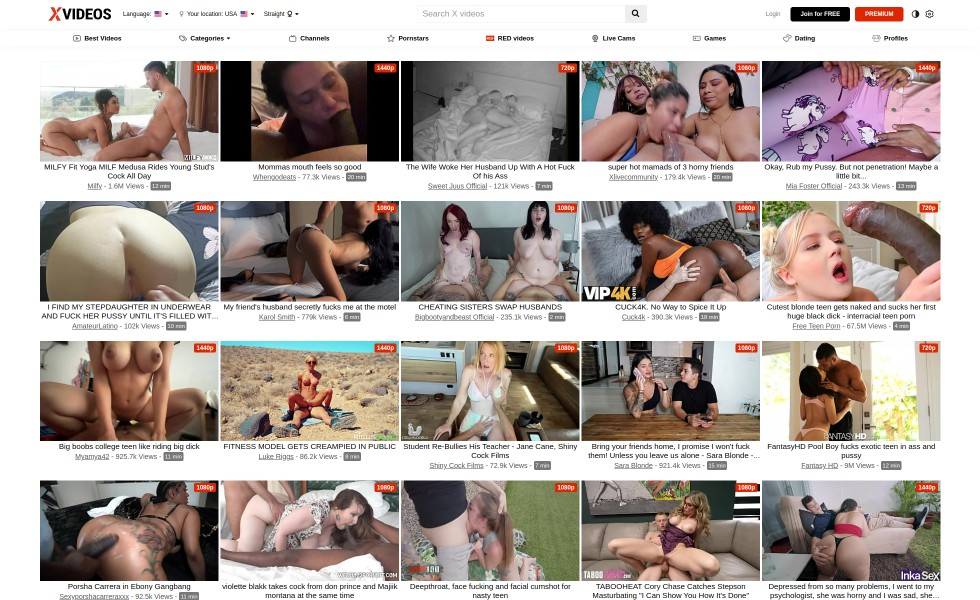 XVIDEOS
Language:
Your location: USA
Straight
Search X videos
Login
Join for FREE
PREMIUM
Best Videos
Categories
Channels
Pornstars
RED videos
Live Cams
Games
Dating
Profiles
1080p
1440p
720p
1080p
1440p
MILFY Fit Yoga MILF Medusa Rides Young Stud's
Cock All Day
Milfy - 1.6M Views - 12 min
Mommas mouth feels so good
Whengodeats - 77.3k Views - 20 min
The Wife Woke Her Husband Up With A Hot Fuck
Of his Ass
Sweet Juus Official - 121k Views - 7 min
super hot mamads of 3 horny friends
Xlivecommunity - 179.4k Views - 20 min
Okay, Rub my Pussy. But not penetration! Maybe a
little bit...
Mia Foster Official - 243.3k Views - 13 min
1080p
1080p
1080p
1080p
720p
VIP4K.com
I FIND MY STEPDAUGHTER IN UNDERWEAR
AND FUCK HER PUSSY UNTIL IT'S FILLED WIT...
AmateurLatino - 102k Views - 10 min
My friend's husband secretly fucks me at the motel
Karol Smith - 779k Views - 6 min
CHEATING SISTERS SWAP HUSBANDS
Bigbootyandbeast Official - 235.1k Views - 2 min
CUCK4K. No Way to Spice It Up
Cuck4k - 390.3k Views - 18 min
Cutest blonde teen gets naked and sucks her first
huge black dick - interracial teen porn
Free Teen Porn - 67.5M Views - 4 min
1440p
1440p
1080p
1080p
720p
FANTASY HD
Big boobs college teen like riding big dick
Myamya42 - 925.7k Views - 11 min
FITNESS MODEL GETS CREAMPIED IN PUBLIC
Luke Riggs - 86.2k Views - 8 min
Student Re-Bullies His Teacher - Jane Cane, Shiny
Cock Films
Shiny Cock Films - 72.9k Views - 7 min
Bring your friends home, I promise I won't fuck
them! Unless you leave us alone - Sara Blonde -...
Sara Blonde - 921.4k Views - 15 min
FantasyHD Pool Boy fucks exotic teen in ass and
pussy
Fantasy HD - 9M Views - 12 min
1080p
1080p
1080p
1080p
1440p
InkaSex
Porsha Carrera in Ebony Gangbang
Sexyporshacarreraxxx - 92.5k Views - 11 min
violette blakk takes cock from don prince and Majiik
montana at the same time
Deepthroat, face fucking and facial cumshot for
nasty teen
TABOOHEAT Cory Chase Catches Stepson
Masturbating "I Can Show You How It's Done"
Depressed from so many problems, I went to my
psychologist, she was horny and I was sad, she...